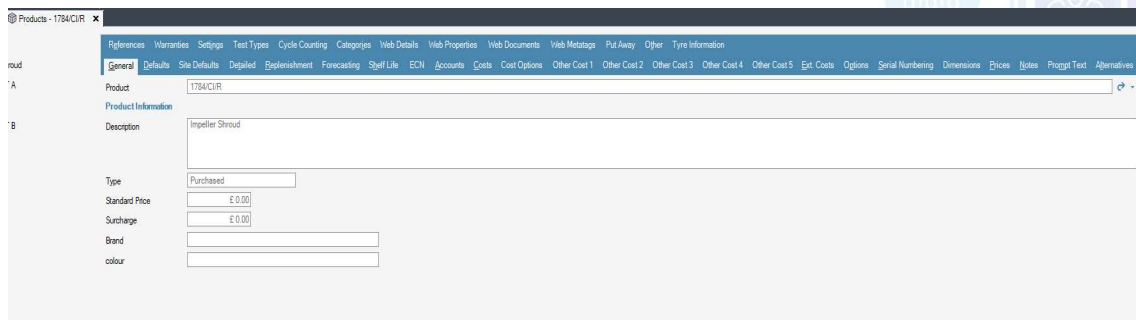 Products - 1784/CI/R
References Warranties Settings Test Types Cycle Counting Categories Web Details Web Properties Web Documents Web Metatags Put Away Other Tyre Information
General Defaults Site Defaults Detailed Replenishment Forecasting Shelf Life ECN Accounts Costs Cost Options Other Cost 1 Other Cost 2 Other Cost 3 Other Cost 4 Other Cost 5 Ext. Costs Options Serial Numbering Dimensions Prices Notes Prompt Text Alternatives
roud
A
Product 1784/CI/R
Product Information
B
Description Impeller Shroud
Type Purchased
Standard Price £ 0.00
Surcharge £ 0.00
Brand
colour